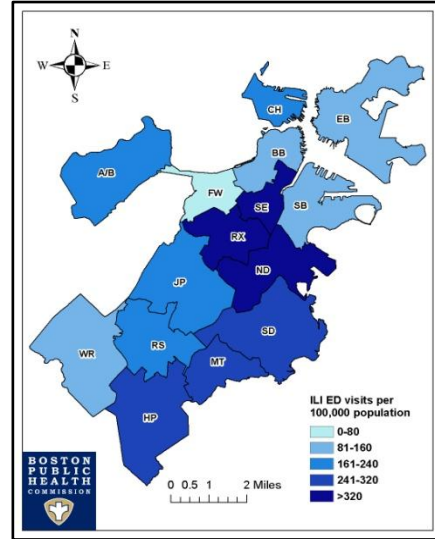 N
W E
S
CH
EB
BB
A/B
FW
SE
SB
RX
ND
JP
SD
RS
WR
MT
HP
ILI ED visits per
100,000 population
0-80
81-160
161-240
241-320
>320
BOSTON
PUBLIC
HEALTH
COMMISSION
0 0.5 1 2 Miles